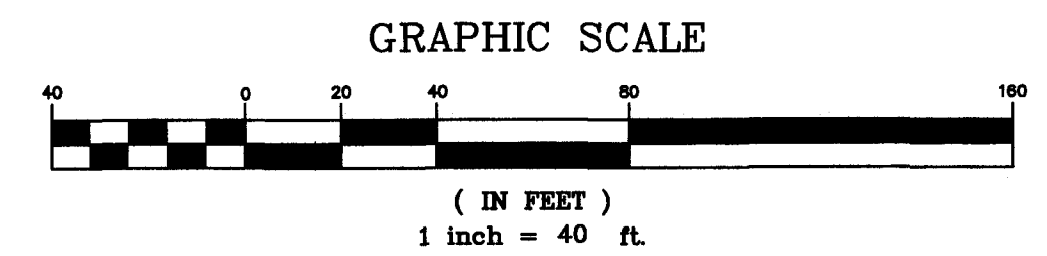 GRAPHIC SCALE
40 0 20 40 80 160
( IN FEET )
1 inch = 40 ft.